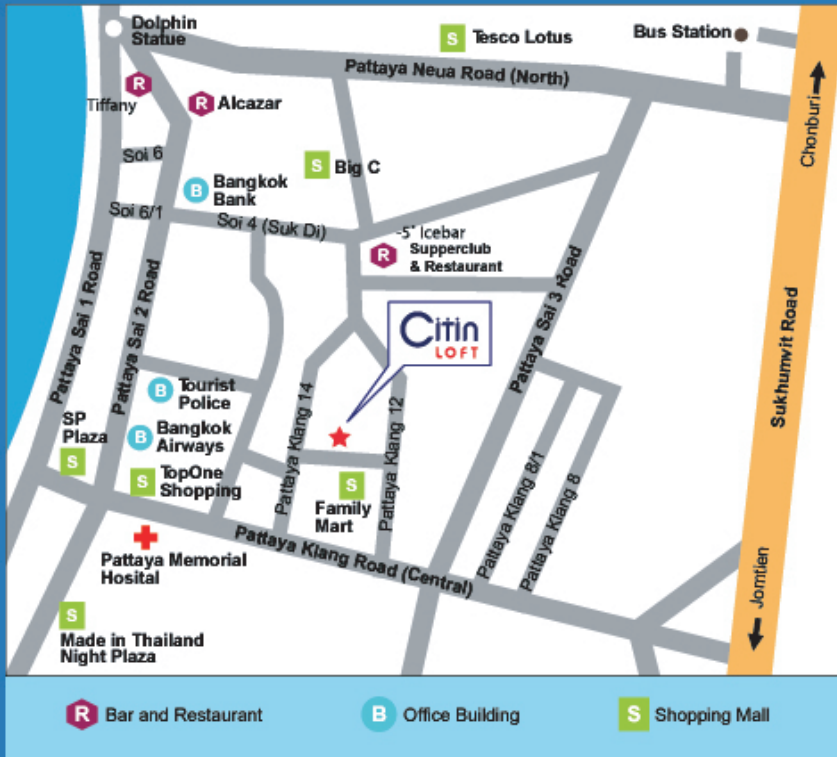 Dolphin
Statue
S Tesco Lotus
Bus Station
Pattaya Neua Road (North)
Chonburi
R
Tiffany
R Alcazar
Soi 6
S Big C
B Bangkok
Bank
Soi 6/1
Soi 4 (Suk Di)
-5° Icebar
R Supperclub
& Restaurant
Pattaya Sai 1 Road
Pattaya Sai 2 Road
Pattaya Sai 3 Road
Sukhumvit Road
Citin
LOFT
B Tourist
Police
Pattaya Klang 14
Pattaya Klang 12
SP
Plaza
S
B Bangkok
Airways
S TopOne
Shopping
S
Family
Mart
Pattaya Klang 8/1
Pattaya Klang 8
Pattaya Klang Road (Central)
Pattaya Memorial
Hosital
Jomtien
S
Made in Thailand
Night Plaza
R Bar and Restaurant
B Office Building
S Shopping Mall